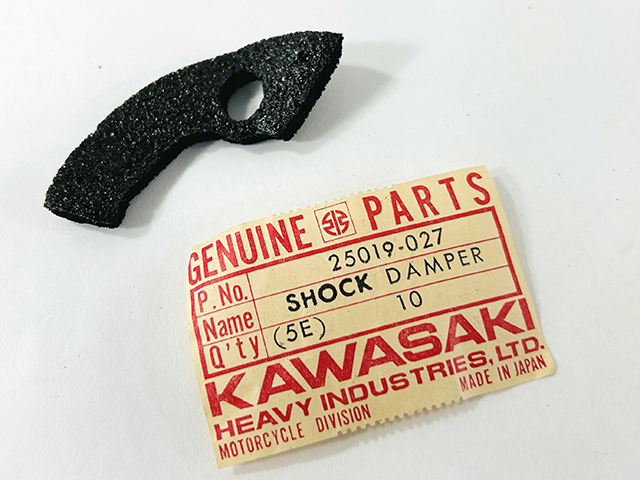 GENUINE PARTS
P.No. 25019-027
Name SHOCK DAMPER
Q'ty (5E) 10
KAWASAKI
HEAVY INDUSTRIES, LTD.
MOTORCYCLE DIVISION MADE IN JAPAN